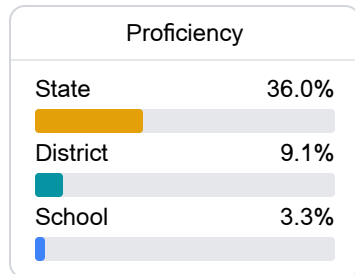 Proficiency
State 36.0%
District 9.1%
School 3.3%